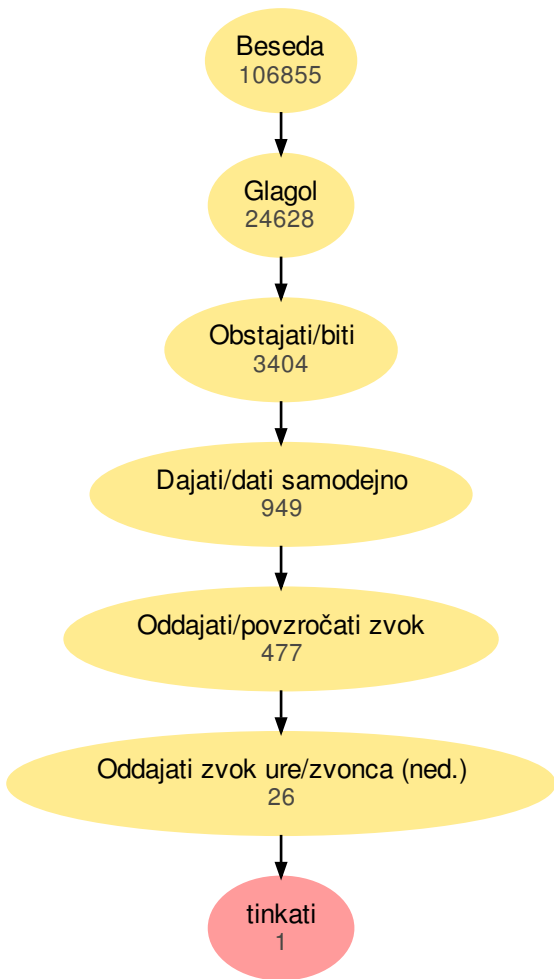 Beseda
106855
Glagol
24628
Obstajati/biti
3404
Dajati/dati samodejno
949
Oddajati/povzročati zvok
477
Oddajati zvok ure/zvonca (ned.)
26
tinkati
1